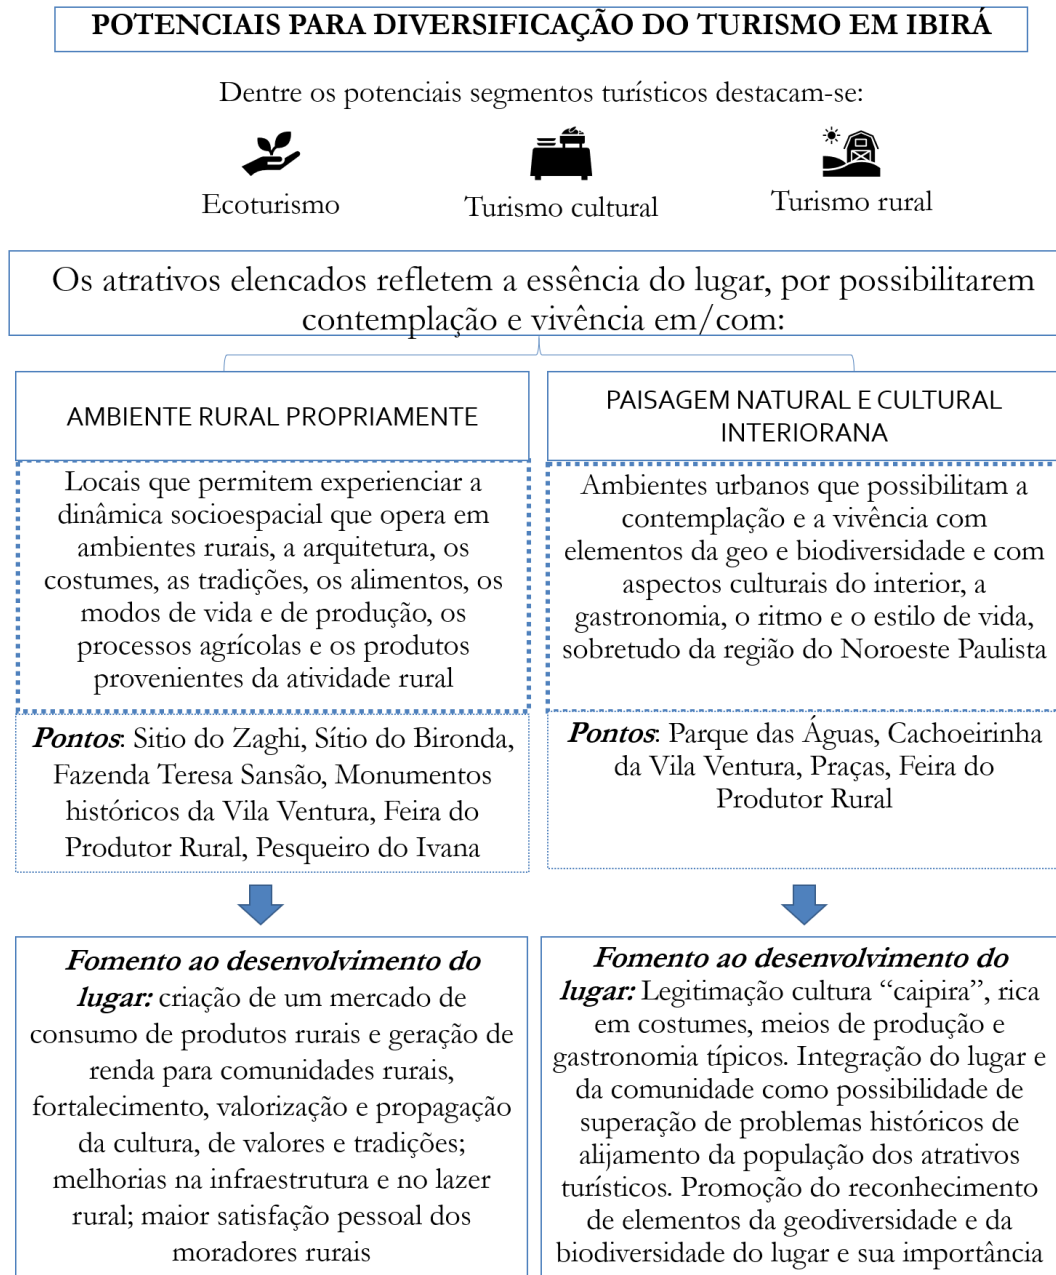 POTENCIAIS PARA DIVERSIFICAÇÃO DO TURISMO EM IBIRÁ
Dentre os potenciais segmentos turísticos destacam-se:
Ecoturismo
Turismo cultural
Turismo rural
Os atrativos elencados refletem a essência do lugar, por possibilitarem
contemplação e vivência em/com:
AMBIENTE RURAL PROPRIAMENTE
Locais que permitem experienciar a
dinâmica socioespacial que opera em
ambientes rurais, a arquitetura, os
costumes, as tradições, os alimentos, os
modos de vida e de produção, os
processos agrícolas e os produtos
provenientes da atividade rural
Pontos: Sitio do Zaghi, Sítio do Bironda,
Fazenda Teresa Sansão, Monumentos
históricos da Vila Ventura, Feira do
Produtor Rural, Pesqueiro do Ivana
Fomento ao desenvolvimento do
lugar: criação de um mercado de
consumo de produtos rurais e geração de
renda para comunidades rurais,
fortalecimento, valorização e propagação
da cultura, de valores e tradições;
melhorias na infraestrutura e no lazer
rural; maior satisfação pessoal dos
moradores rurais
PAISAGEM NATURAL E CULTURAL
INTERIORANA
Ambientes urbanos que possibilitam a
contemplação e a vivência com
elementos da geo e biodiversidade e com
aspectos culturais do interior, a
gastronomia, o ritmo e o estilo de vida,
sobretudo da região do Noroeste Paulista
Pontos: Parque das Águas, Cachoeirinha
da Vila Ventura, Praças, Feira do
Produtor Rural
Fomento ao desenvolvimento do
lugar: Legitimação cultura “caipira”, rica
em costumes, meios de produção e
gastronomia típicos. Integração do lugar e
da comunidade como possibilidade de
superação de problemas históricos de
alijamento da população dos atrativos
turísticos. Promoção do reconhecimento
de elementos da geodiversidade e da
biodiversidade do lugar e sua importância